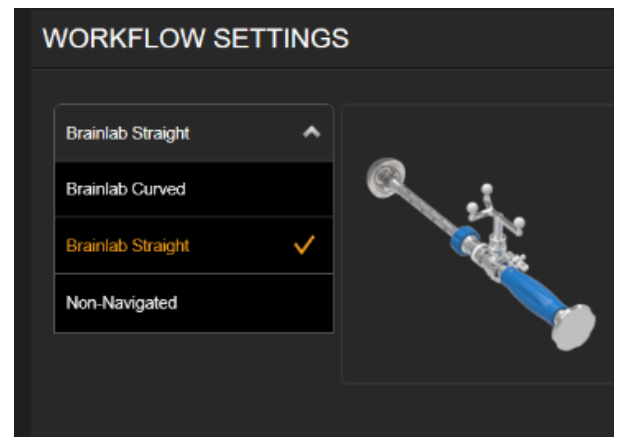 WORKFLOW SETTINGS
Brainlab Straight
Brainlab Curved
Brainlab Straight
Non-Navigated